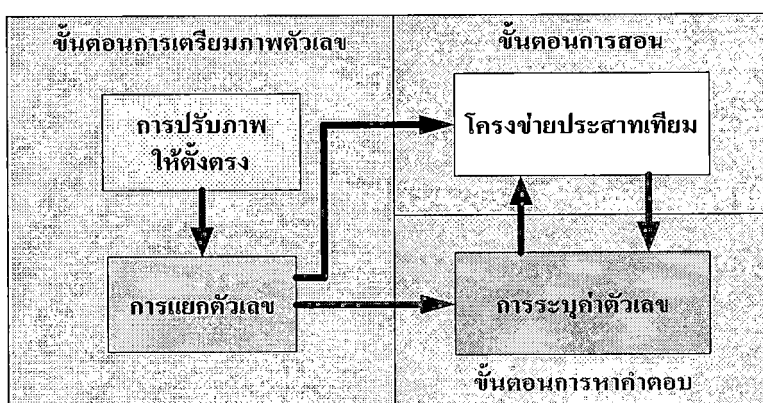 ขั้นตอนการเตรียมภาพตัวเลข
การปรับภาพ
ให้ตั้งตรง
การแยกตัวเลข
ขั้นตอนการสอน
โครงข่ายประสาทเทียม
การระบุค่าตัวเลข
ขั้นตอนการหาคำตอบ